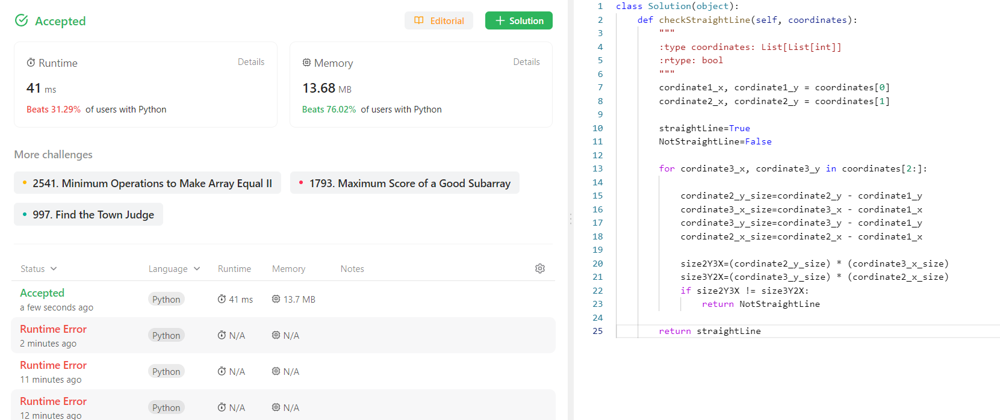 Accepted
Editorial
Solution
Runtime
Details
41 ms
Beats 31.29% of users with Python
Memory
Details
13.68 MB
Beats 76.02% of users with Python
More challenges
2541. Minimum Operations to Make Array Equal II
1793. Maximum Score of a Good Subarray
997. Find the Town Judge
Status Language Runtime Memory Notes
Accepted
a few seconds ago
Python 41 ms 13.7 MB
Runtime Error
2 minutes ago
Python N/A N/A
Runtime Error
11 minutes ago
Python N/A N/A
Runtime Error
12 minutes ago
Python N/A N/A
1 class Solution(object):
2 def checkStraightLine(self, coordinates):
3 """
4 :type coordinates: List[List[int]]
5 :rtype: bool
6 """
7 cordinate1_x, cordinate1_y = coordinates[0]
8 cordinate2_x, cordinate2_y = coordinates[1]
9
10 straightLine=True
11 NotStraightLine=False
12
13 for cordinate3_x, cordinate3_y in coordinates[2:]:
14
15 cordinate2_y_size=cordinate2_y - cordinate1_y
16 cordinate3_x_size=cordinate3_x - cordinate1_x
17 cordinate3_y_size=cordinate3_y - cordinate1_y
18 cordinate2_x_size=cordinate2_x - cordinate1_x
19
20 size2Y3X=(cordinate2_y_size) * (cordinate3_x_size)
21 size3Y2X=(cordinate3_y_size) * (cordinate2_x_size)
22 if size2Y3X != size3Y2X:
23 return NotStraightLine
24
25 return straightLine